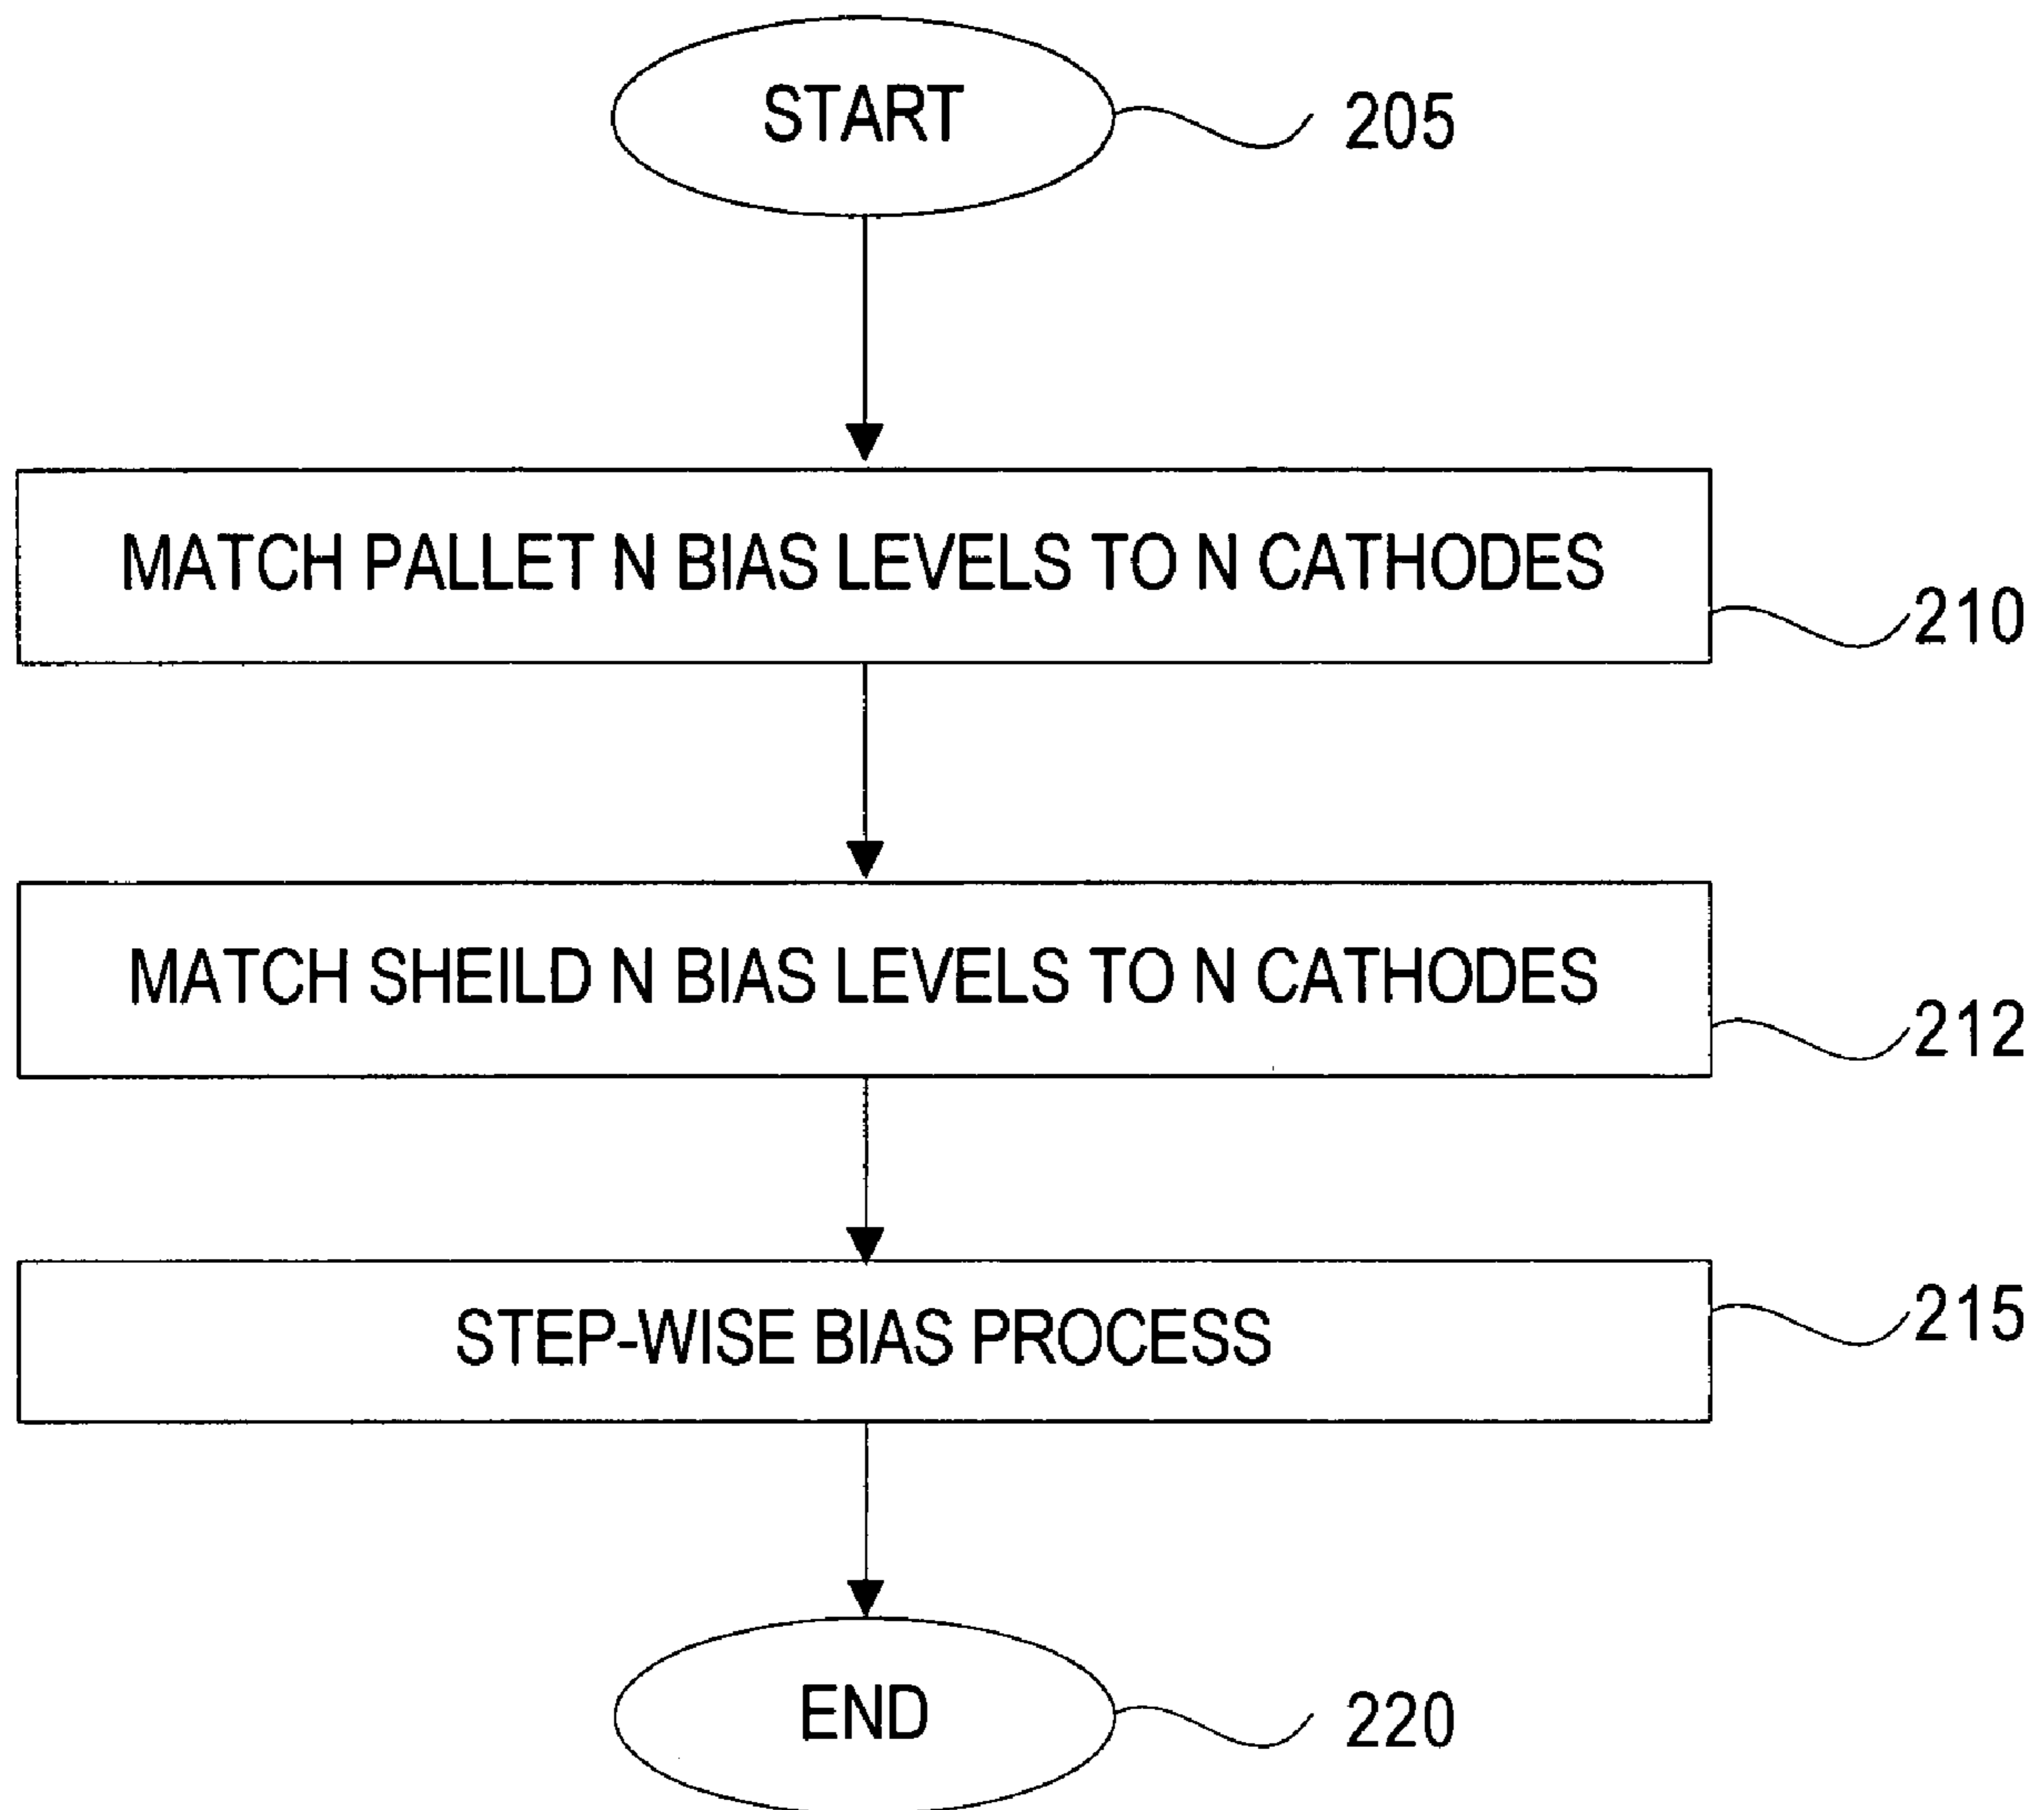 START
205
MATCH PALLET N BIAS LEVELS TO N CATHODES
210
MATCH SHEILD N BIAS LEVELS TO N CATHODES
212
STEP-WISE BIAS PROCESS
215
END
220